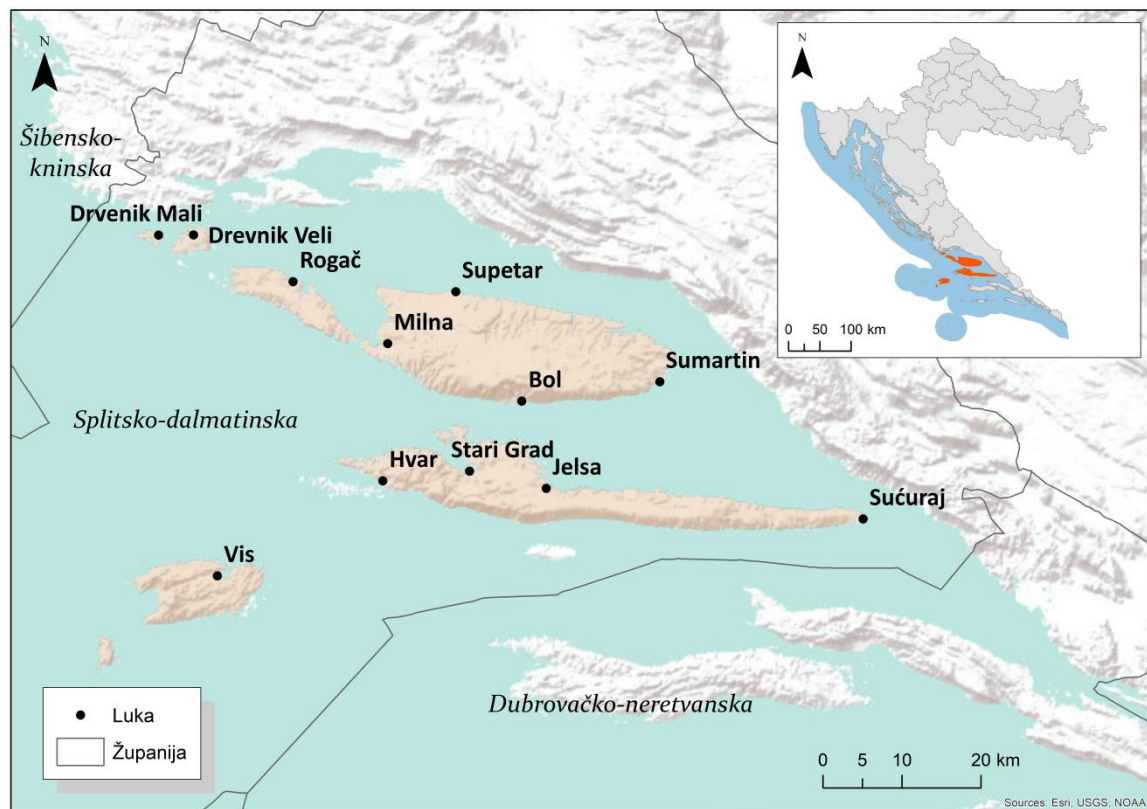 N
Šibensko-
kninska
Drvenik Mali
Drevnik Veli
Rogač
Supetar
Milna
Sumartin
Bol
Splitsko-dalmatinska
Stari Grad
Hvar
Jelsa
Sućuraj
Vis
Dubrovačko-neretvanska
Luka
Županija
0 5 10 20 km
N
0 50 100 km
Sources: Esri, USGS, NOAA